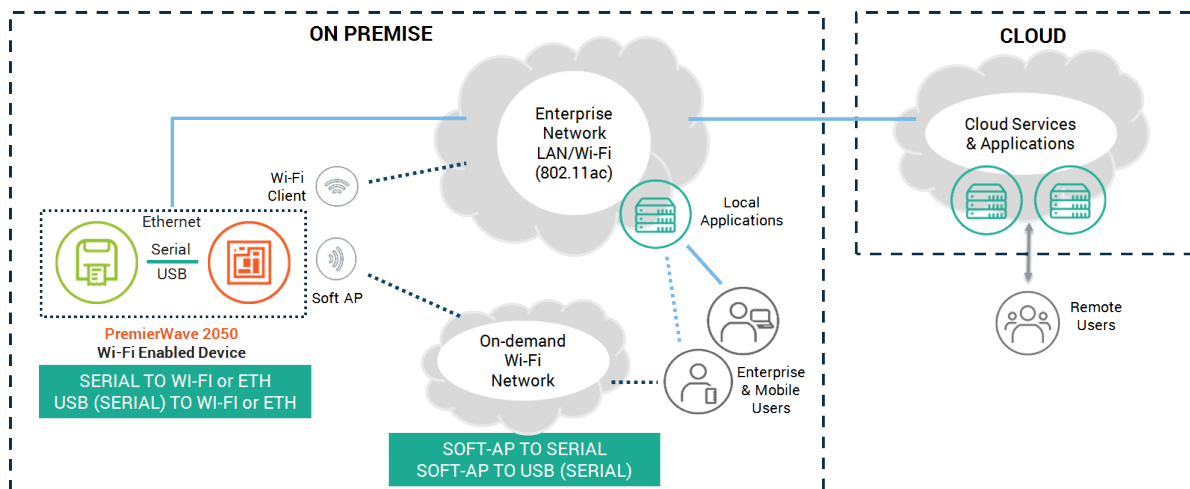 ON PREMISE
CLOUD
Enterprise
Network
LAN/Wi-Fi
(802.11ac)
Cloud Services
& Applications
Wi-Fi
Client
Local
Applications
Ethernet
Serial
USB
Soft AP
Remote
Users
PremierWave 2050
Wi-Fi Enabled Device
On-demand
Wi-Fi
Network
Enterprise
& Mobile
Users
SERIAL TO WI-FI or ETH
USB (SERIAL) TO WI-FI or ETH
SOFT-AP TO SERIAL
SOFT-AP TO USB (SERIAL)